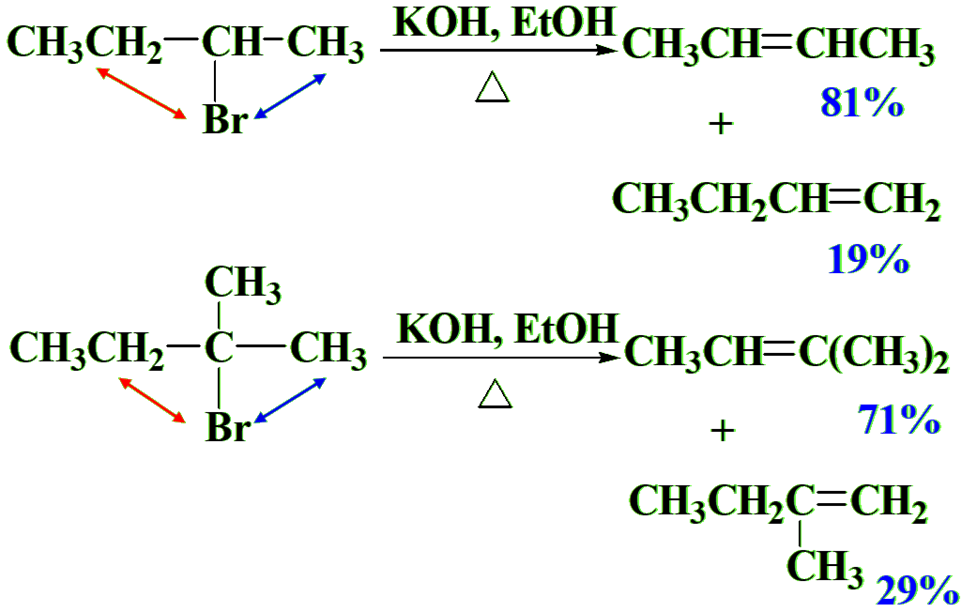 CH₃CH₂—CH—CH₃ KOH, EtOH CH₃CH=CHCH₃
△
Br 81%
+
CH₃CH₂CH=CH₂
19%
CH₃
CH₃CH₂—C—CH₃ KOH, EtOH CH₃CH=C(CH₃)₂
△
Br 71%
+
CH₃CH₂C=CH₂
CH₃ 29%